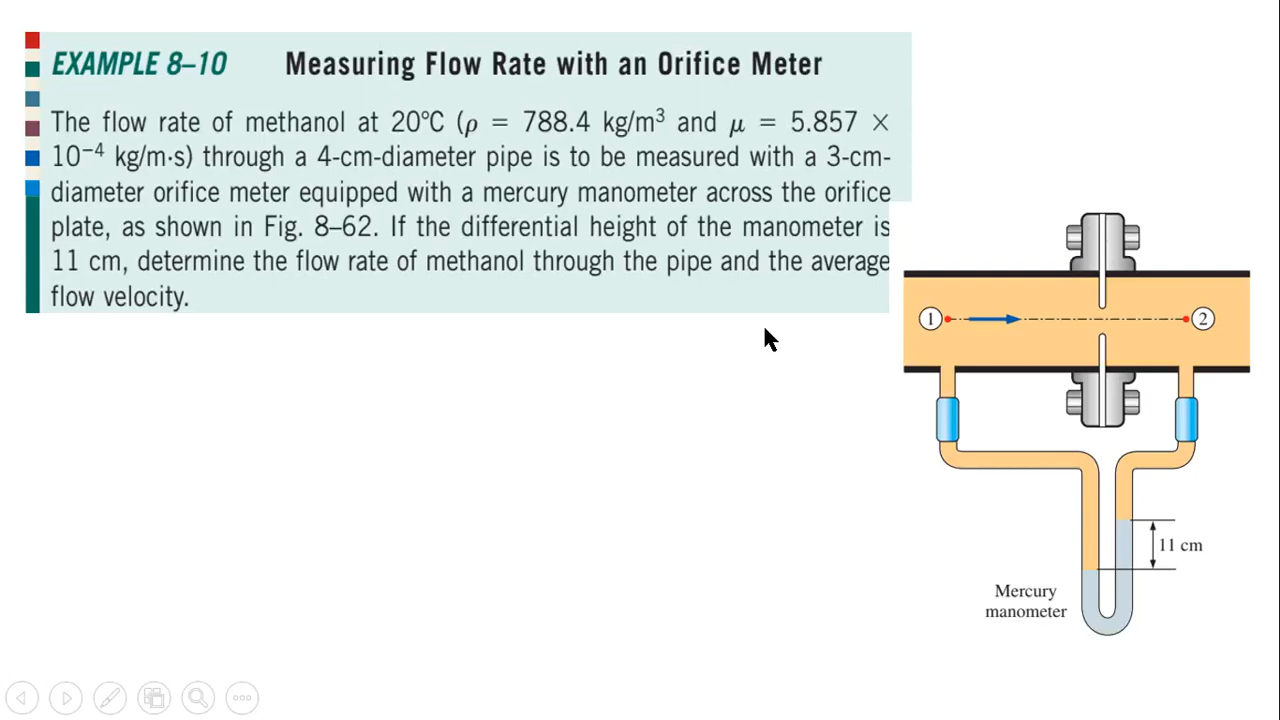 EXAMPLE 8–10 Measuring Flow Rate with an Orifice Meter
The flow rate of methanol at 20°C (ρ = 788.4 kg/m³ and μ = 5.857 ×
10⁻⁴ kg/m·s) through a 4-cm-diameter pipe is to be measured with a 3-cm-
diameter orifice meter equipped with a mercury manometer across the orifice
plate, as shown in Fig. 8–62. If the differential height of the manometer is
11 cm, determine the flow rate of methanol through the pipe and the average
flow velocity.
1
2
11 cm
Mercury
manometer